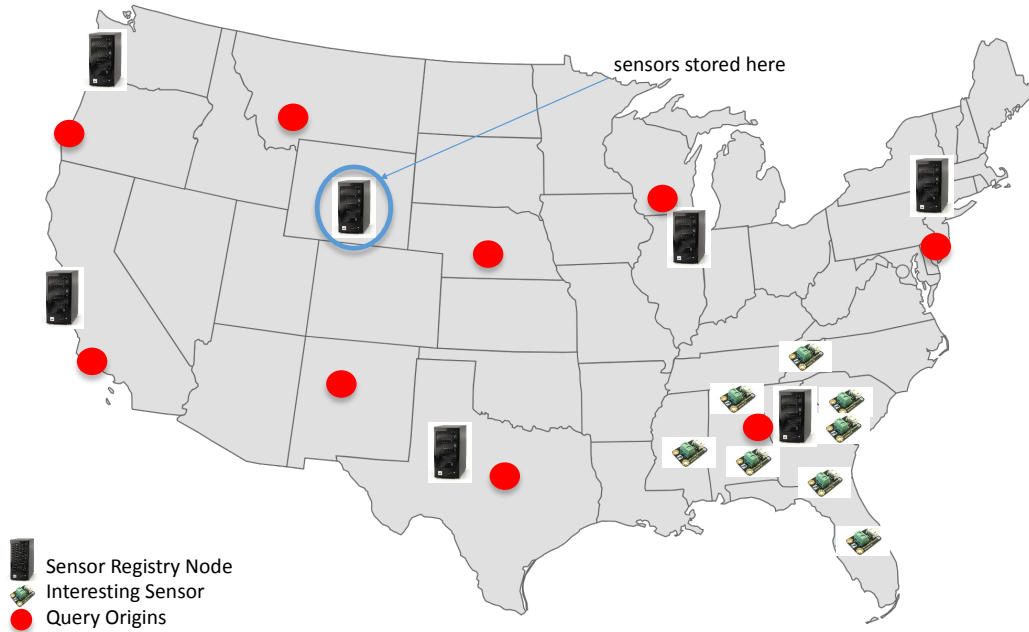 sensors stored here
Sensor Registry Node
Interesting Sensor
Query Origins